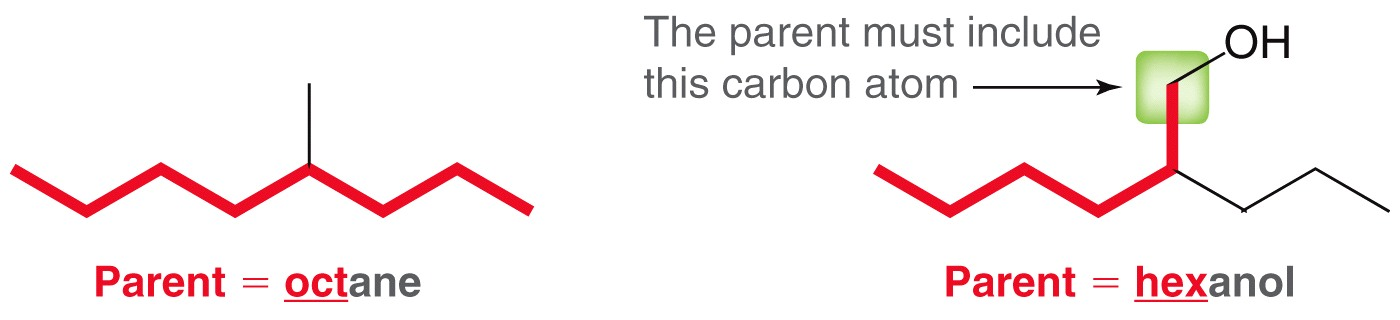 The parent must include
this carbon atom
OH
Parent = octane
Parent = hexanol